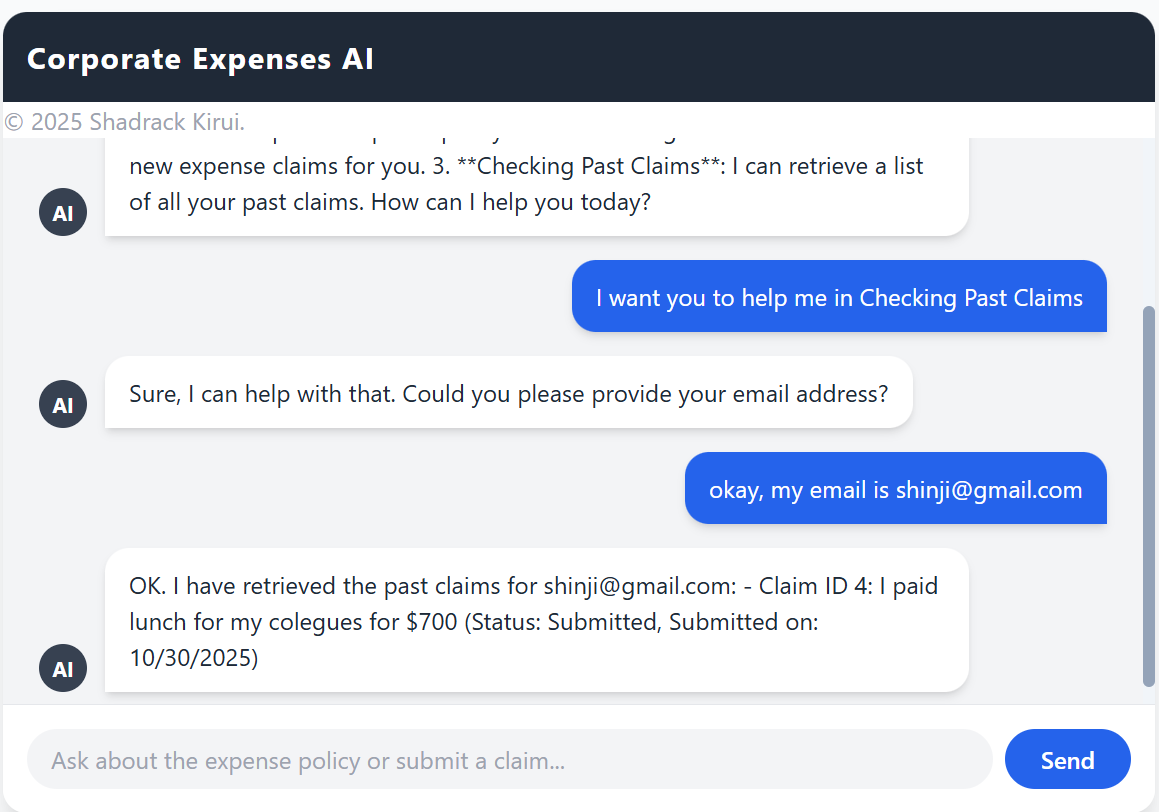 Corporate Expenses AI
© 2025 Shadrack Kirui.
new expense claims for you. 3. **Checking Past Claims**: I can retrieve a list
of all your past claims. How can I help you today?
AI
I want you to help me in Checking Past Claims
Sure, I can help with that. Could you please provide your email address?
AI
okay, my email is shinji@gmail.com
OK. I have retrieved the past claims for shinji@gmail.com: - Claim ID 4: I paid
lunch for my colegues for $700 (Status: Submitted, Submitted on:
10/30/2025)
AI
Ask about the expense policy or submit a claim...
Send